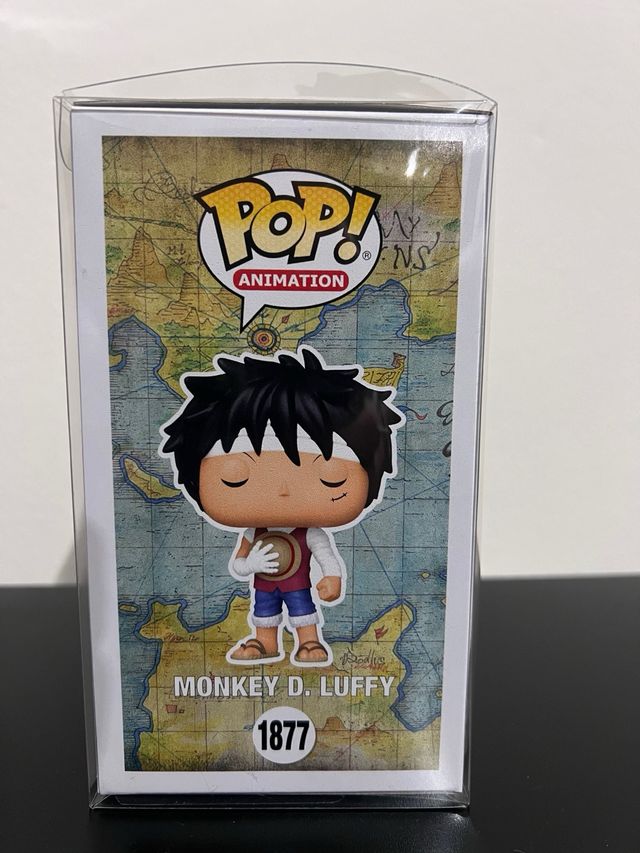 POP!®
ANIMATION
MONKEY D. LUFFY
1877